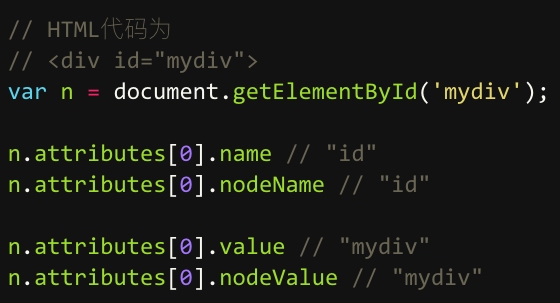 // HTML代码为
// <div id="mydiv">
var n = document.getElementById('mydiv');
n.attributes[0].name // "id"
n.attributes[0].nodeName // "id"
n.attributes[0].value // "mydiv"
n.attributes[0].nodeValue // "mydiv"